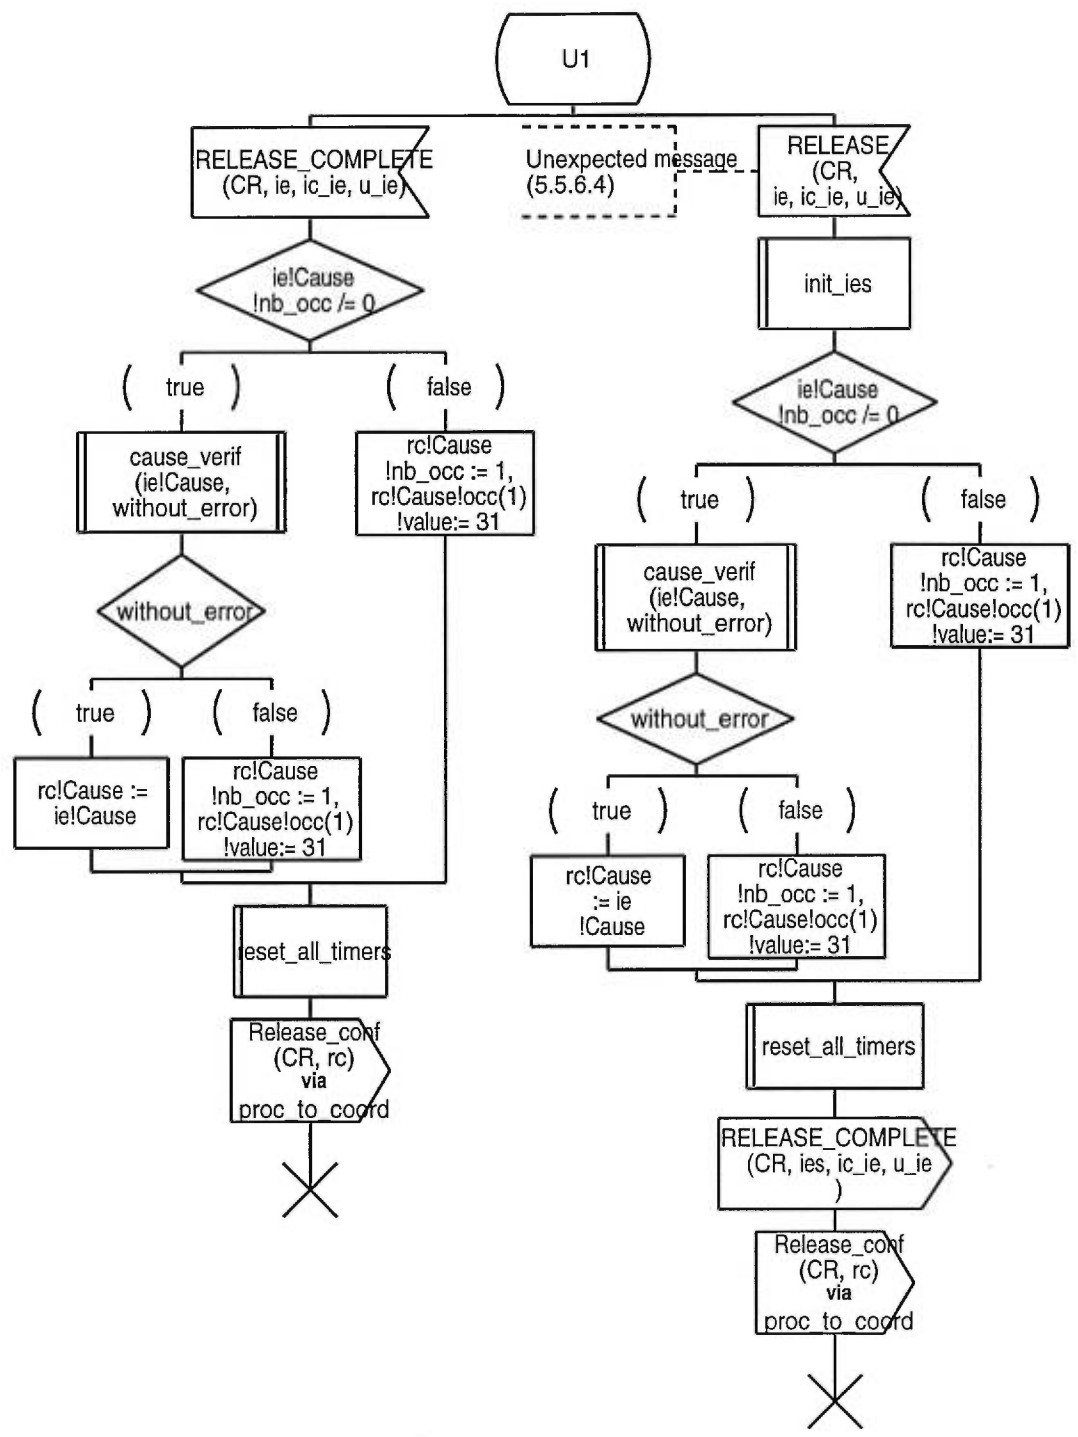 U1
RELEASE_COMPLETE
(CR, ie, ic_ie, u_ie)
ie!Cause
!nb_occ /= 0
( true )
( false )
cause_verif
(ie!Cause,
without_error)
rc!Cause
!nb_occ := 1,
rc!Cause!occ(1)
!value:= 31
without_error
( true )
( false )
rc!Cause :=
ie!Cause
rc!Cause
!nb_occ := 1,
rc!Cause!occ(1)
!value:= 31
reset_all_timers
Release_conf
(CR, rc)
via
proc_to_coord
Unexpected message
(5.5.6.4)
RELEASE
(CR,
ie, ic_ie, u_ie)
init_ies
ie!Cause
!nb_occ /= 0
( true )
( false )
cause_verif
(ie!Cause,
without_error)
rc!Cause
!nb_occ := 1,
rc!Cause!occ(1)
!value:= 31
without_error
( true )
( false )
rc!Cause
:= ie
!Cause
rc!Cause
!nb_occ := 1,
rc!Cause!occ(1)
!value:= 31
reset_all_timers
RELEASE_COMPLETE
(CR, ies, ic_ie, u_ie
)
Release_conf
(CR, rc)
via
proc_to_coord